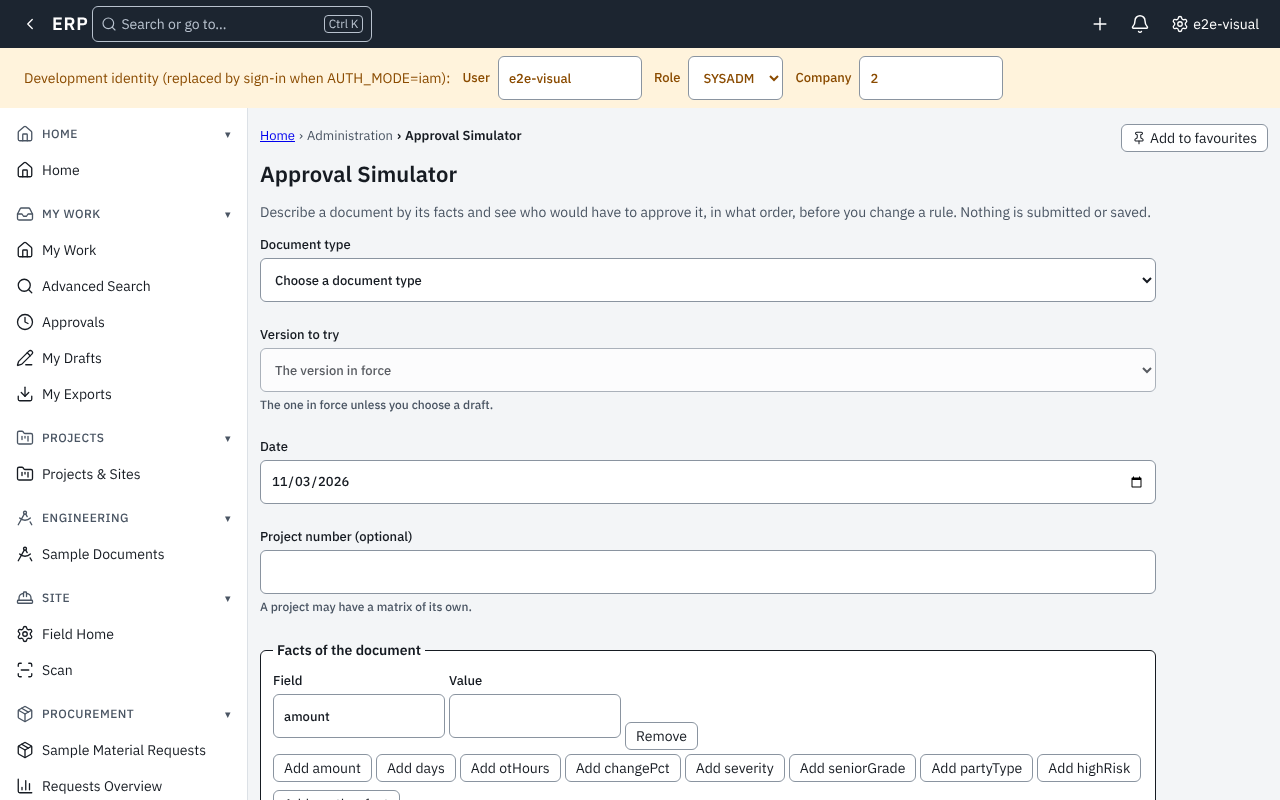 ERP Search or go to... Ctrl K e2e-visual
Development identity (replaced by sign-in when AUTH_MODE=iam): User e2e-visual Role SYSADM Company 2
HOME
Home
MY WORK
My Work
Advanced Search
Approvals
My Drafts
My Exports
PROJECTS
Projects & Sites
ENGINEERING
Sample Documents
SITE
Field Home
Scan
PROCUREMENT
Sample Material Requests
Requests Overview
Home › Administration › Approval Simulator
Add to favourites
Approval Simulator
Describe a document by its facts and see who would have to approve it, in what order, before you change a rule. Nothing is submitted or saved.
Document type
Choose a document type
Version to try
The version in force
The one in force unless you choose a draft.
Date
11/03/2026
Project number (optional)
A project may have a matrix of its own.
Facts of the document
Field Value
amount
Remove
Add amount Add days Add otHours Add changePct Add severity Add seniorGrade Add partyType Add highRisk